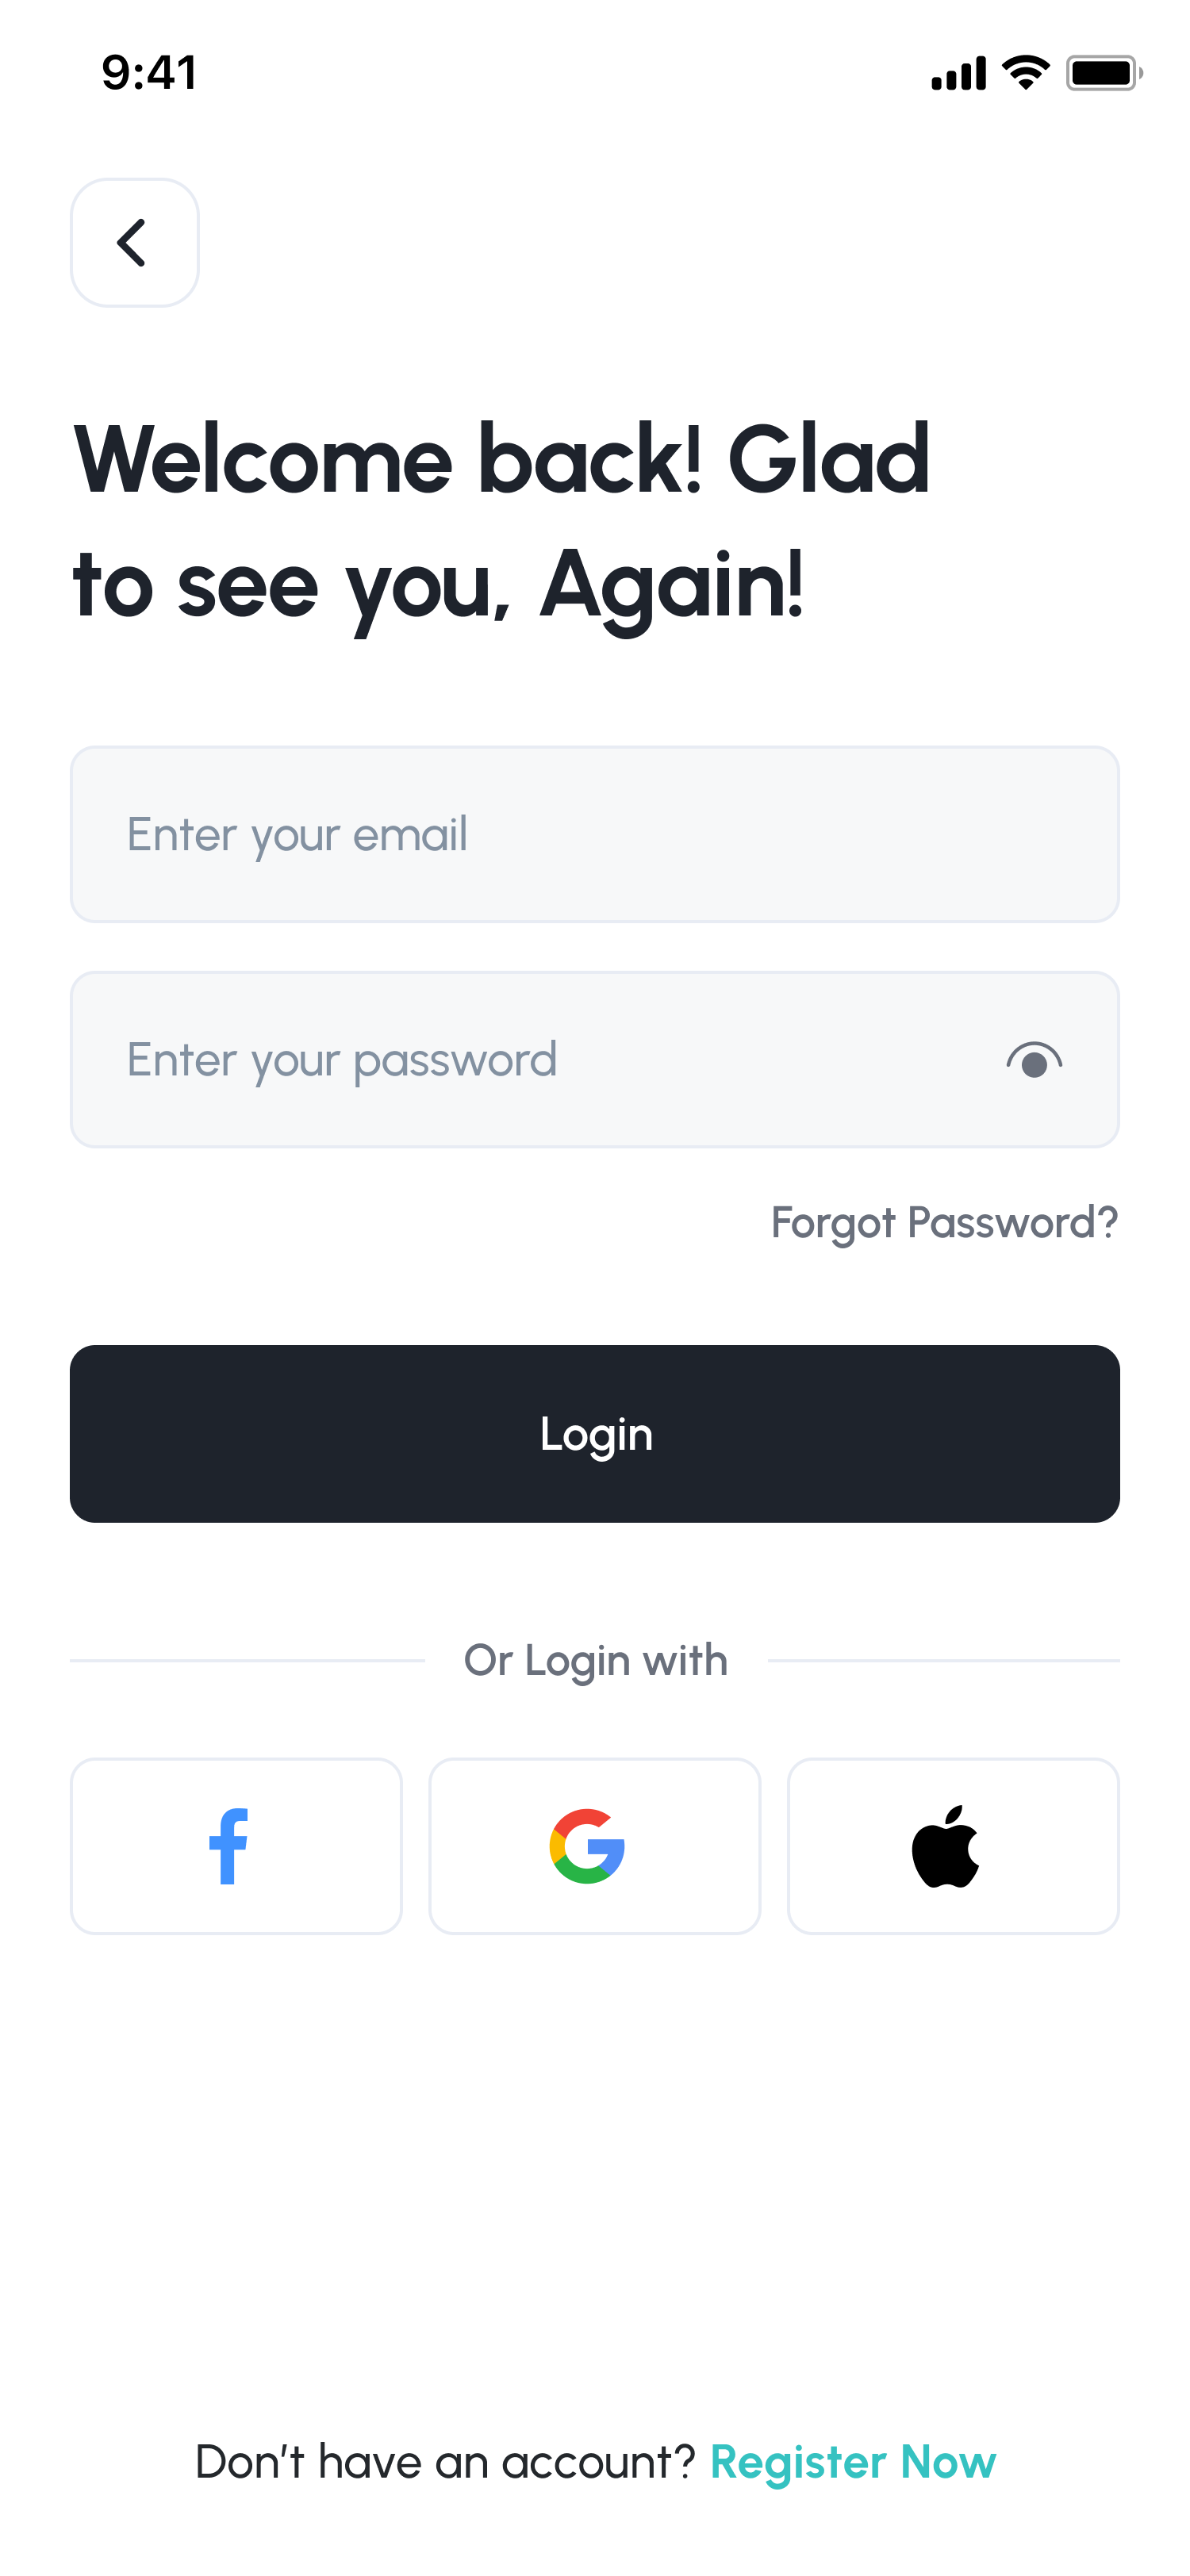 9:41
Welcome back! Glad
to see you, Again!
Enter your email
Enter your password
Forgot Password?
Login
Or Login with
Don’t have an account? Register Now